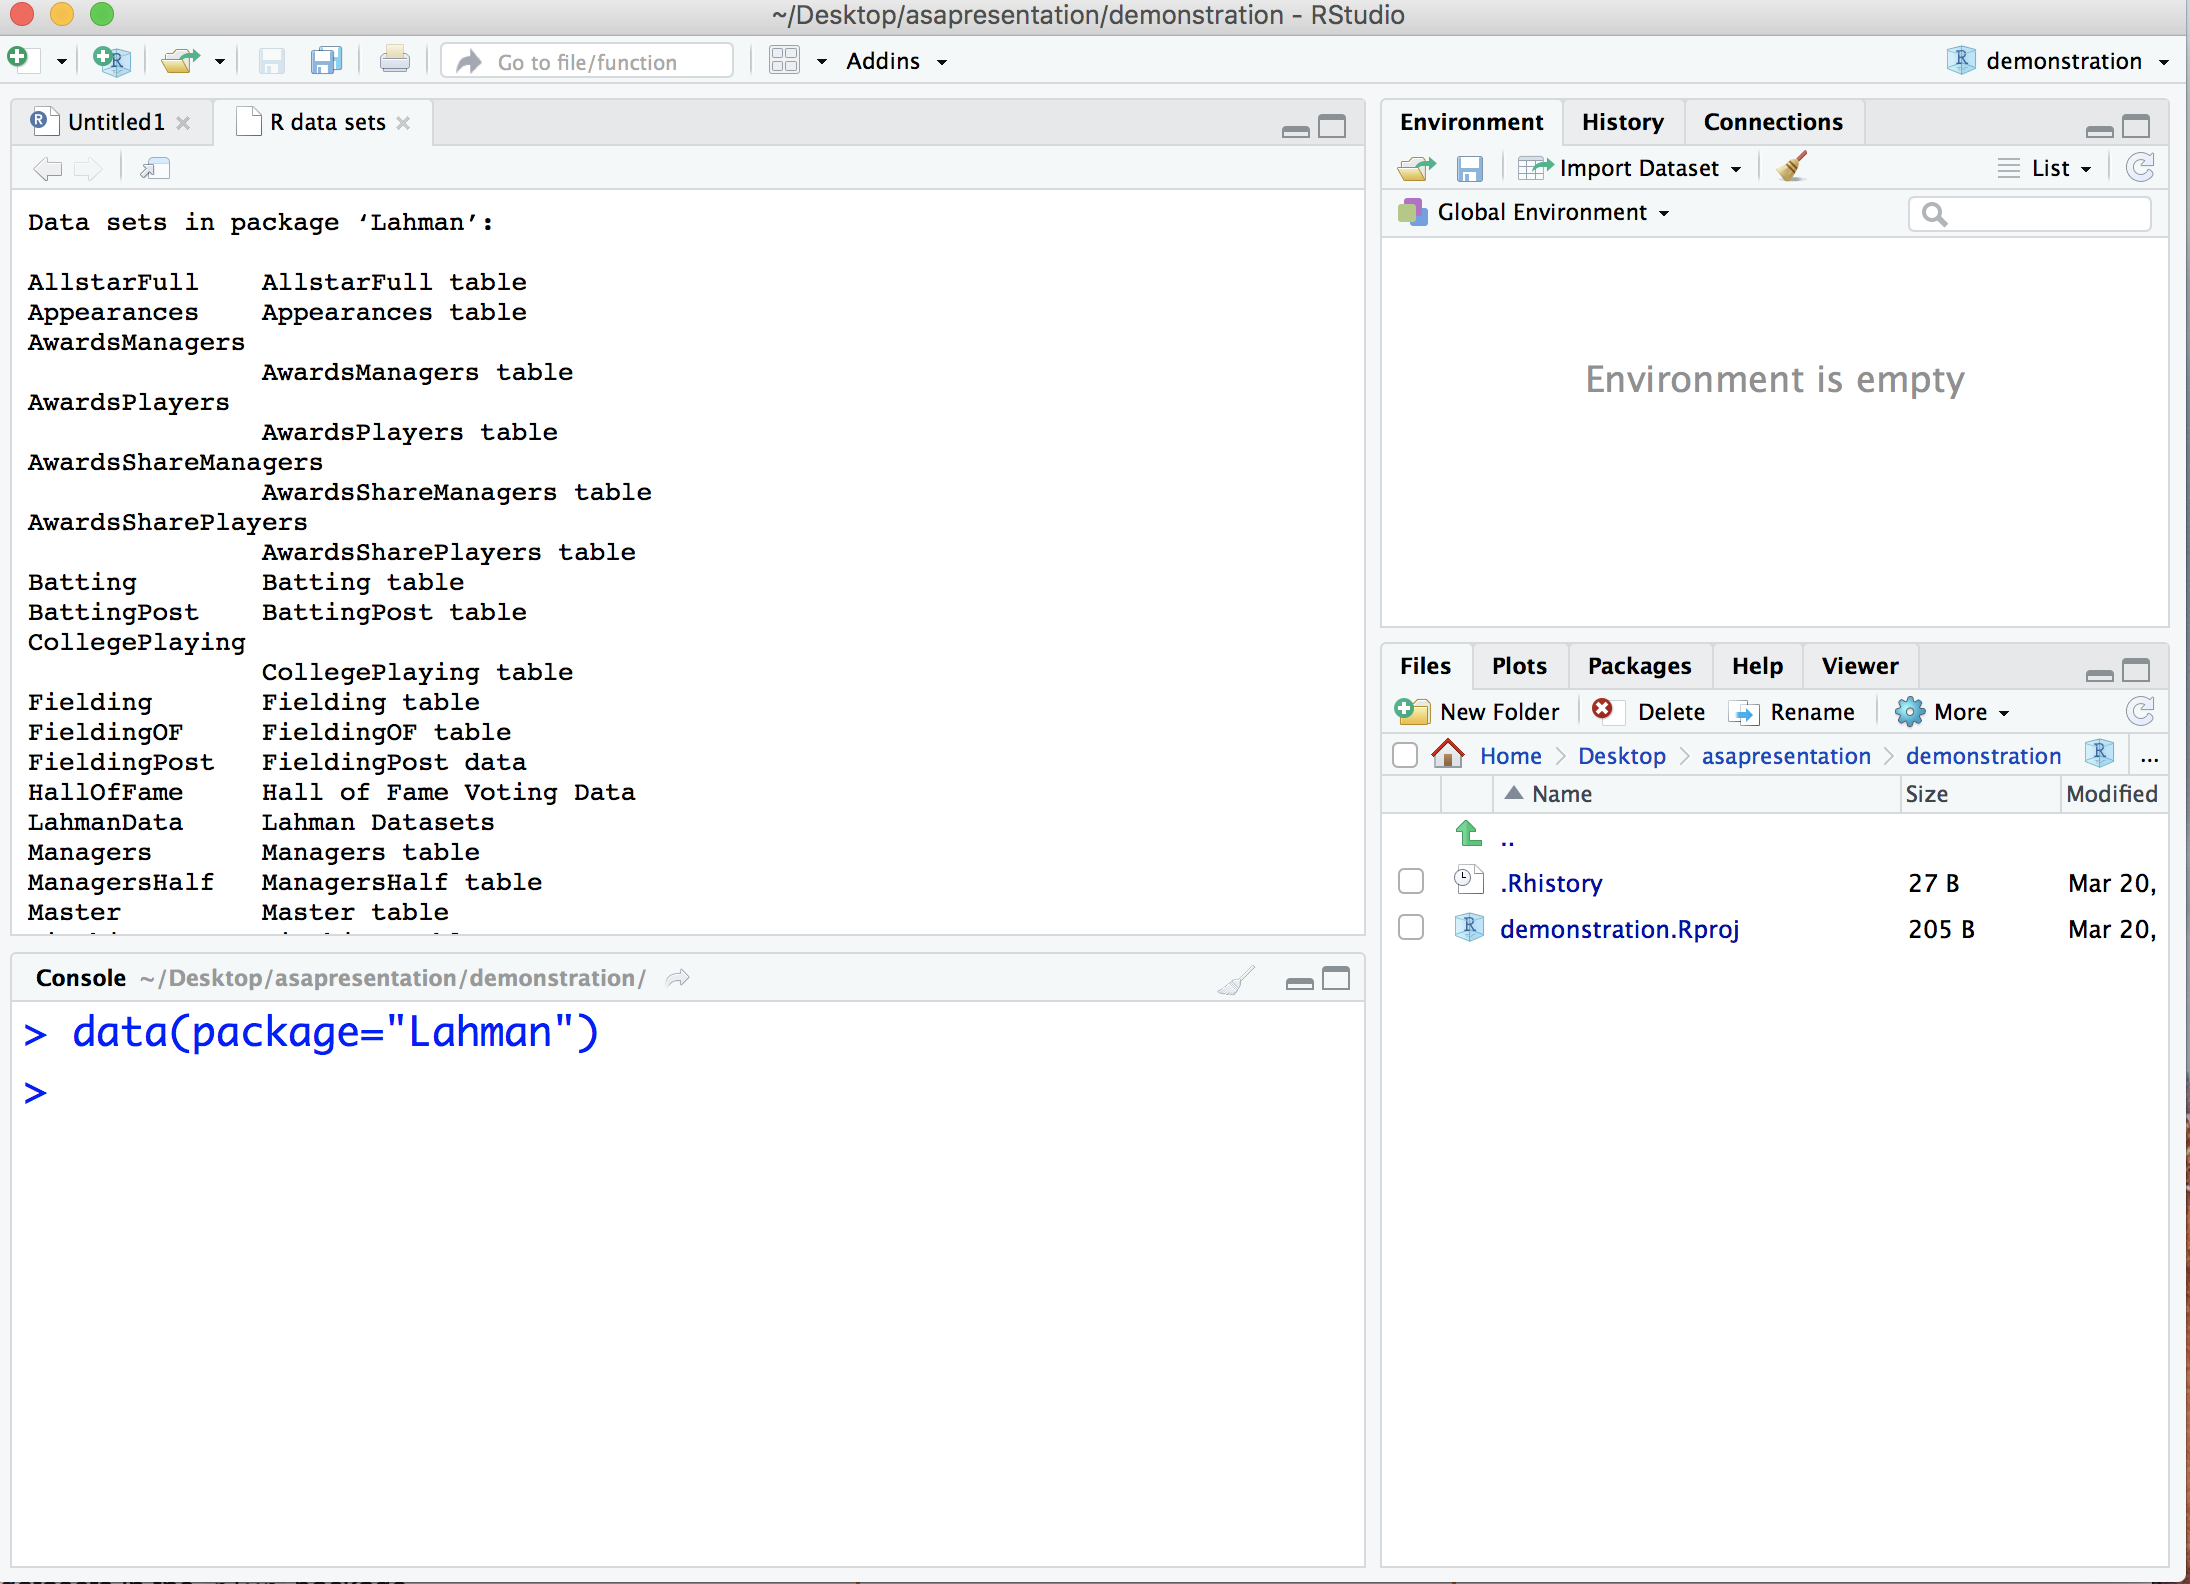 ~/Desktop/asapresentation/demonstration - RStudio
Go to file/function
Addins
demonstration
Untitled1
R data sets
Data sets in package ‘Lahman’:
AllstarFull AllstarFull table
Appearances Appearances table
AwardsManagers
AwardsManagers table
AwardsPlayers
AwardsPlayers table
AwardsShareManagers
AwardsShareManagers table
AwardsSharePlayers
AwardsSharePlayers table
Batting Batting table
BattingPost BattingPost table
CollegePlaying
CollegePlaying table
Fielding Fielding table
FieldingOF FieldingOF table
FieldingPost FieldingPost data
HallOfFame Hall of Fame Voting Data
LahmanData Lahman Datasets
Managers Managers table
ManagersHalf ManagersHalf table
Master Master table
Console ~/Desktop/asapresentation/demonstration/
> data(package="Lahman")
>
Environment History Connections
Import Dataset List
Global Environment
Environment is empty
Files Plots Packages Help Viewer
New Folder Delete Rename More
Home Desktop asapresentation demonstration ...
Name Size Modified
..
.Rhistory 27 B Mar 20,
demonstration.Rproj 205 B Mar 20,